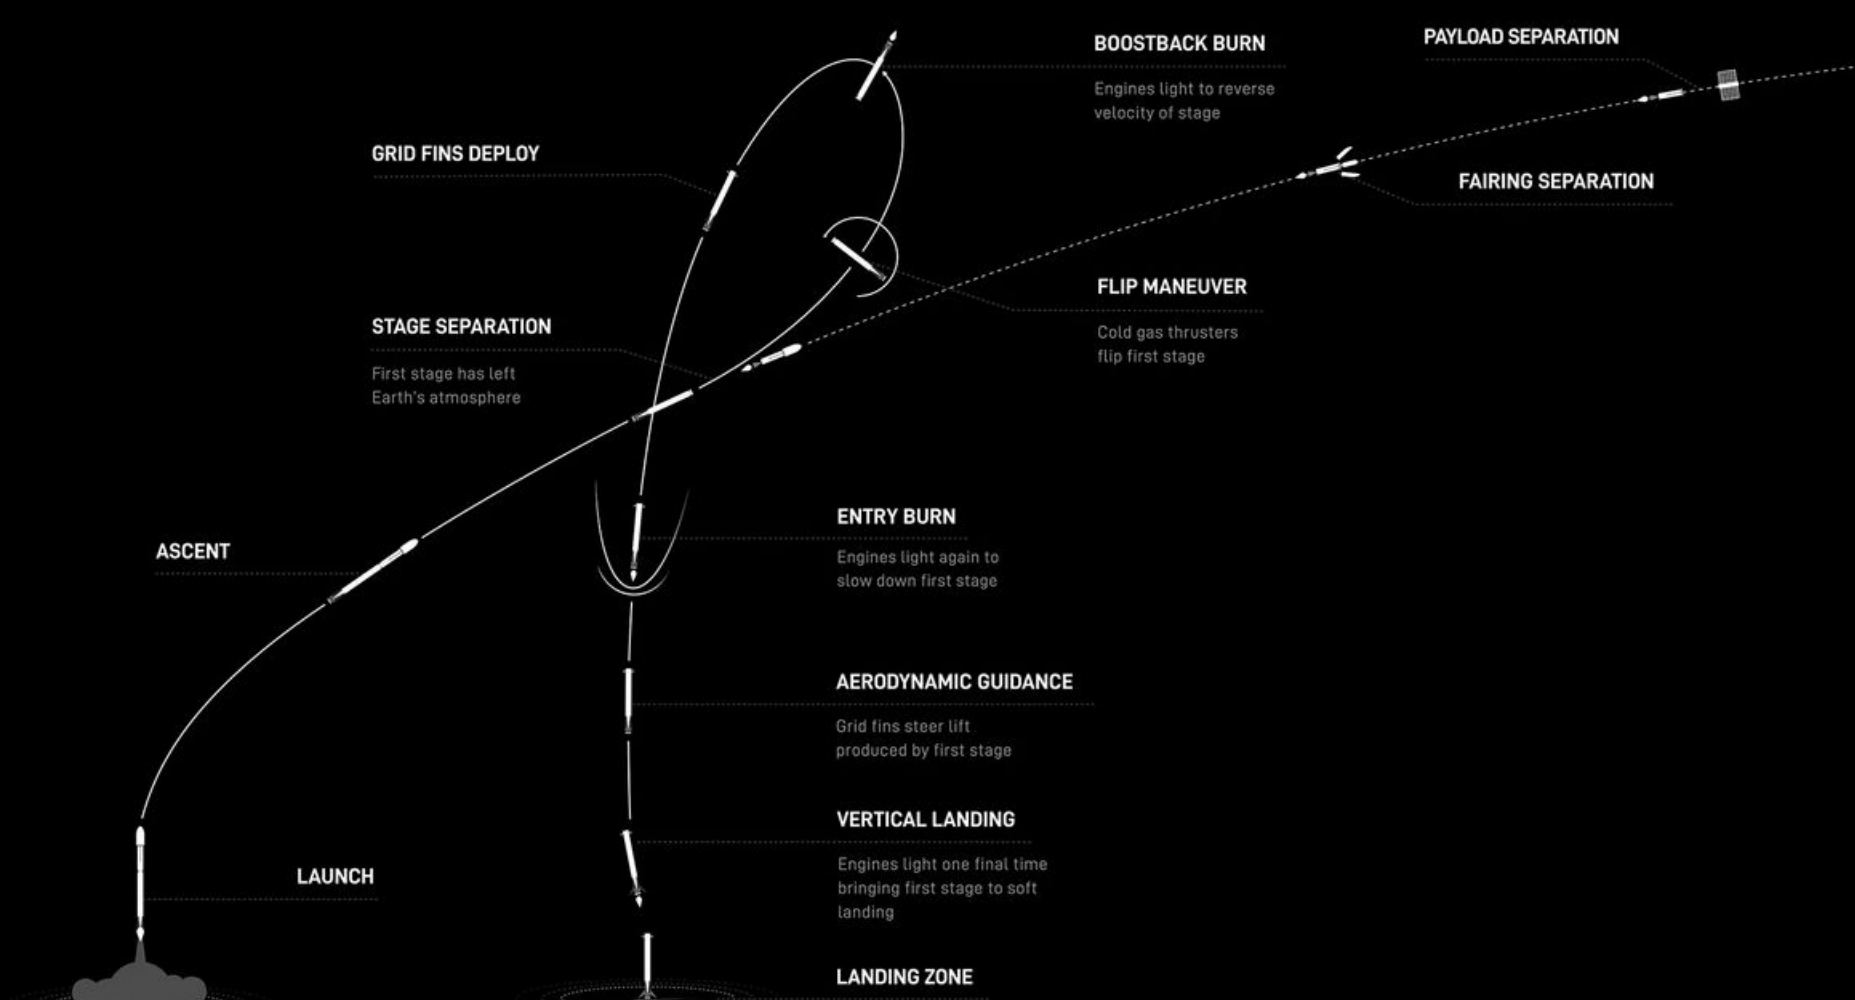 BOOSTBACK BURN
Engines light to reverse
velocity of stage
PAYLOAD SEPARATION
GRID FINS DEPLOY
FAIRING SEPARATION
FLIP MANEUVER
Cold gas thrusters
flip first stage
STAGE SEPARATION
First stage has left
Earth's atmosphere
ENTRY BURN
Engines light again to
slow down first stage
ASCENT
AERODYNAMIC GUIDANCE
Grid fins steer lift
produced by first stage
VERTICAL LANDING
Engines light one final time
bringing first stage to soft
landing
LAUNCH
LANDING ZONE